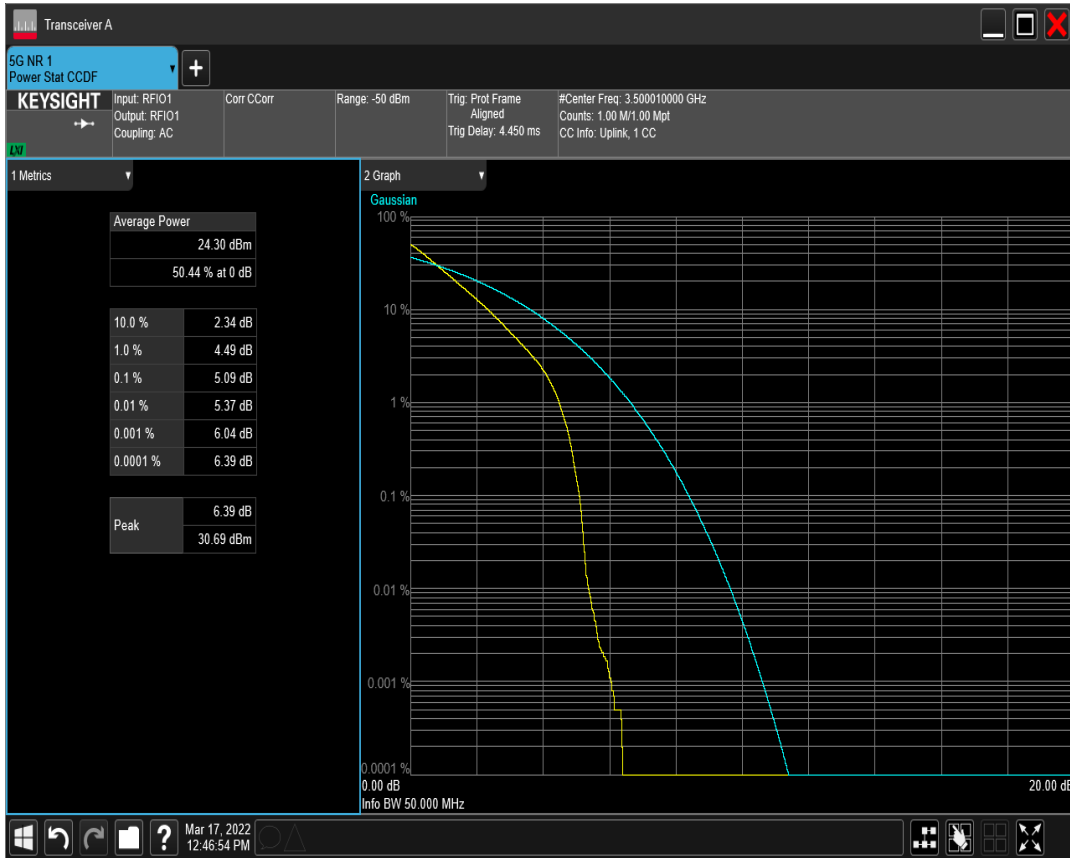 Transceiver A
5G NR 1
Power Stat CCDF
KEYSIGHT
LXI
Input: RFIO1
Output: RFIO1
Coupling: AC
Corr CCorr
Range: -50 dBm
Trig: Prot Frame
Aligned
Trig Delay: 4.450 ms
#Center Freq: 3.500010000 GHz
Counts: 1.00 M/1.00 Mpt
CC Info: Uplink, 1 CC
1 Metrics
Average Power
24.30 dBm
50.44 % at 0 dB
10.0 % 2.34 dB
1.0 % 4.49 dB
0.1 % 5.09 dB
0.01 % 5.37 dB
0.001 % 6.04 dB
0.0001 % 6.39 dB
Peak
6.39 dB
30.69 dBm
2 Graph
Gaussian
100 %
10 %
1 %
0.1 %
0.01 %
0.001 %
0.0001 %
0.00 dB
20.00 dB
Info BW 50.000 MHz
?
Mar 17, 2022
12:46:54 PM